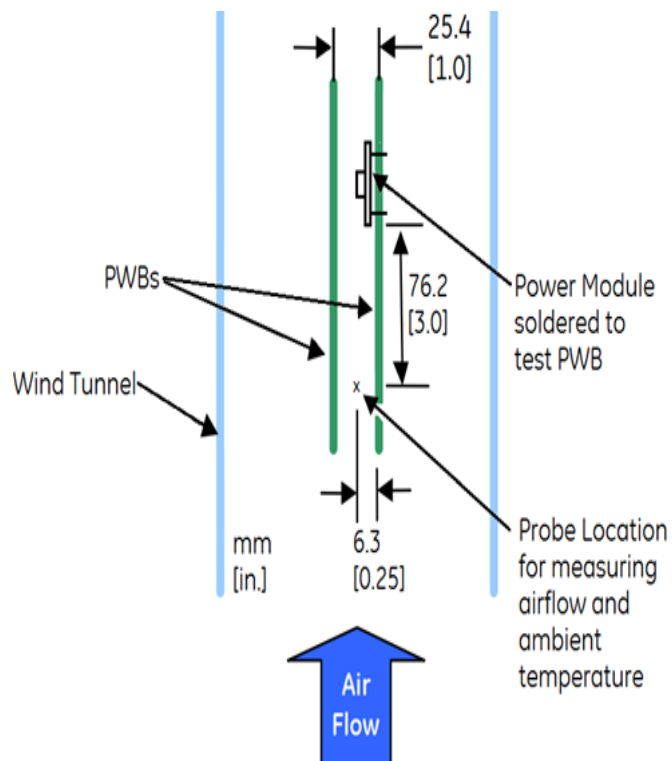 25.4
[1.0]
PWBs
76.2
[3.0]
Power Module
soldered to
test PWB
Wind Tunnel
x
mm
[in.]
6.3
[0.25]
Probe Location
for measuring
airflow and
ambient
temperature
Air
Flow